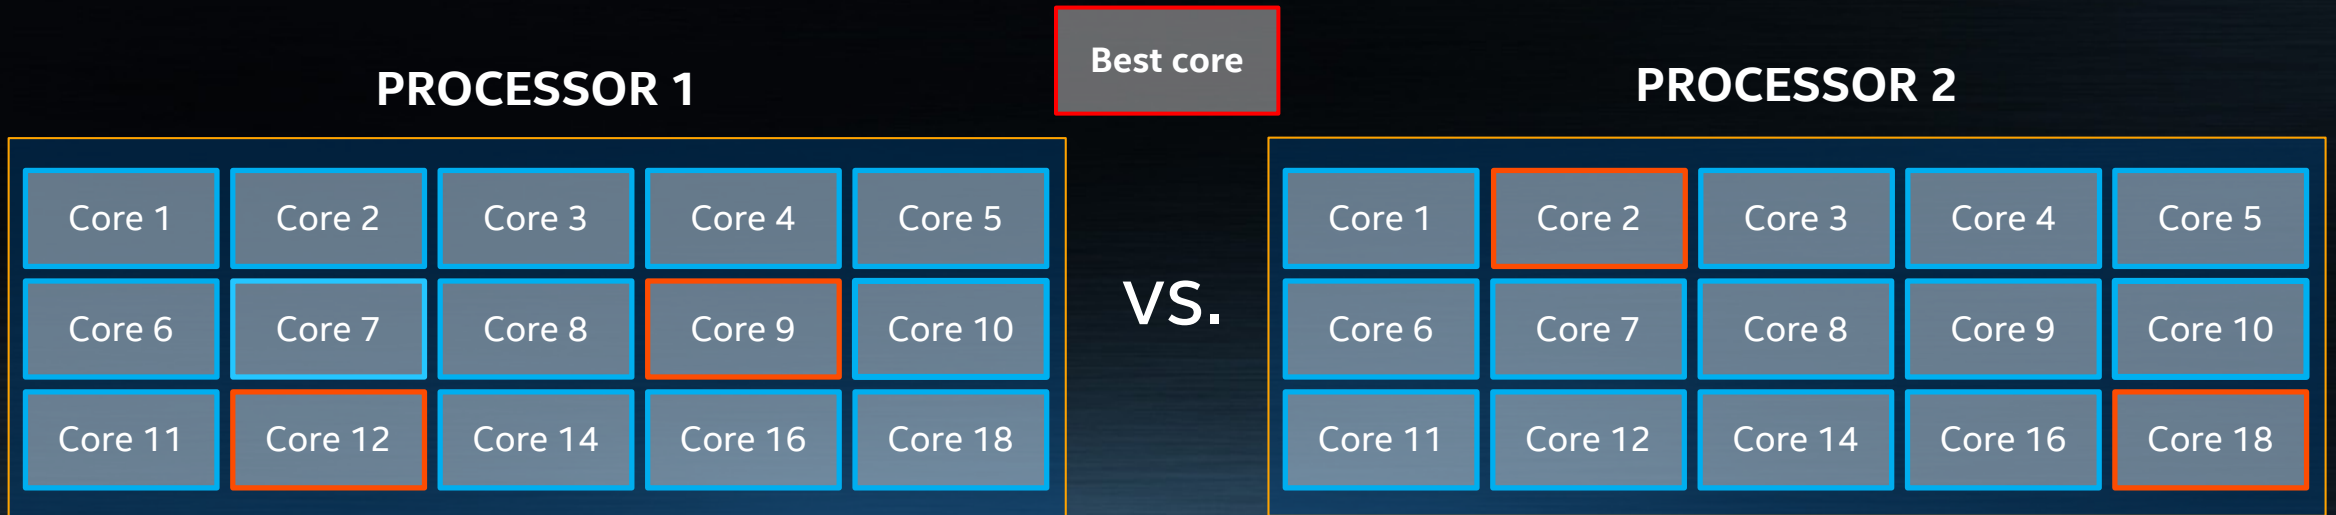 Best core
PROCESSOR 1
Core 1 Core 2 Core 3 Core 4 Core 5
Core 6 Core 7 Core 8 Core 9 Core 10
Core 11 Core 12 Core 14 Core 16 Core 18
VS.
PROCESSOR 2
Core 1 Core 2 Core 3 Core 4 Core 5
Core 6 Core 7 Core 8 Core 9 Core 10
Core 11 Core 12 Core 14 Core 16 Core 18